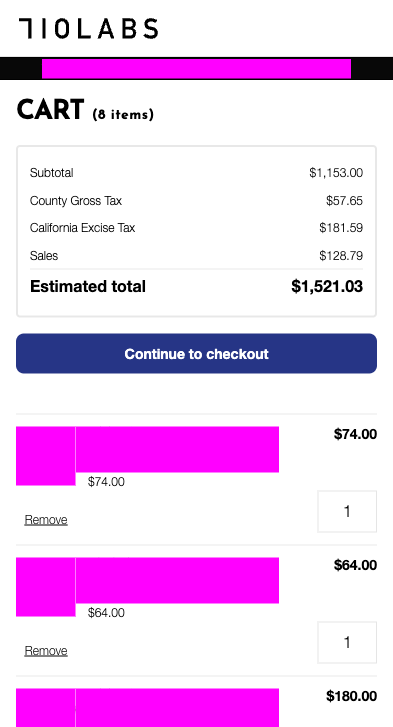 710LABS
CART (8 items)
Subtotal $1,153.00
County Gross Tax $57.65
California Excise Tax $181.59
Sales $128.79
Estimated total $1,521.03
Continue to checkout
$74.00
$74.00
Remove 1
$64.00
$64.00
Remove 1
$180.00